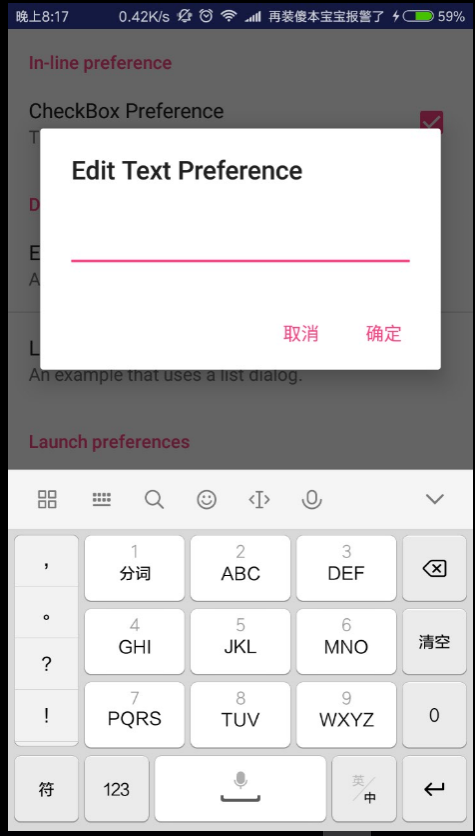 晚上8:17 0.42K/s 再装傻本宝宝报警了 59%
In-line preference
CheckBox Preference
T
Edit Text Preference
D
E
A
取消 确定
L
An example that uses a list dialog.
Launch preferences
, 1 2 3
分词 ABC DEF
。 4 5 6 清空
GHI JKL MNO
?
! 7 8 9 0
PQRS TUV WXYZ
符 123 英/中